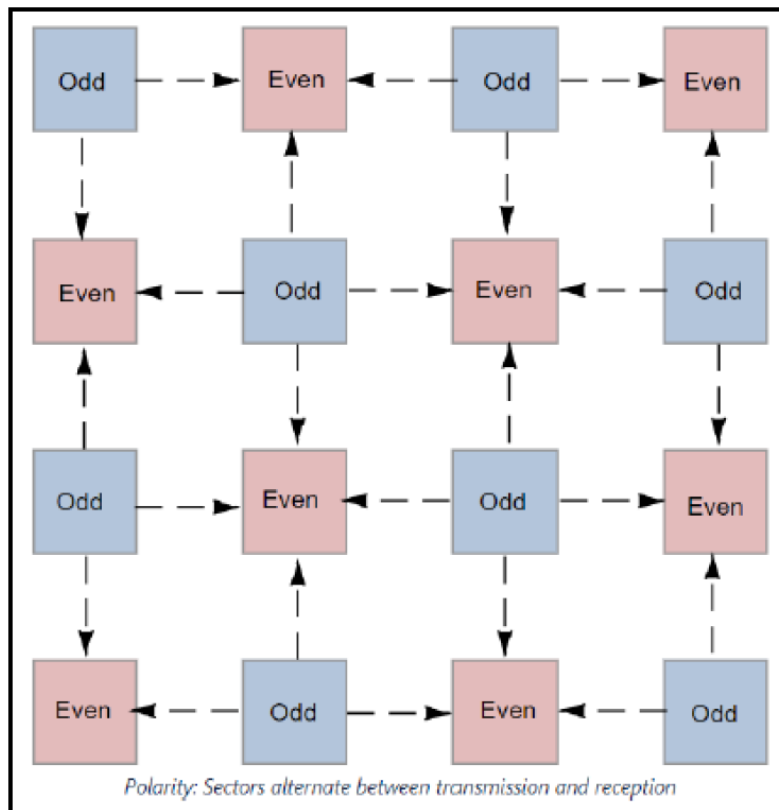 Odd Even Odd Even
Even Odd Even Odd
Odd Even Odd Even
Even Odd Even Odd
Polarity: Sectors alternate between transmission and reception